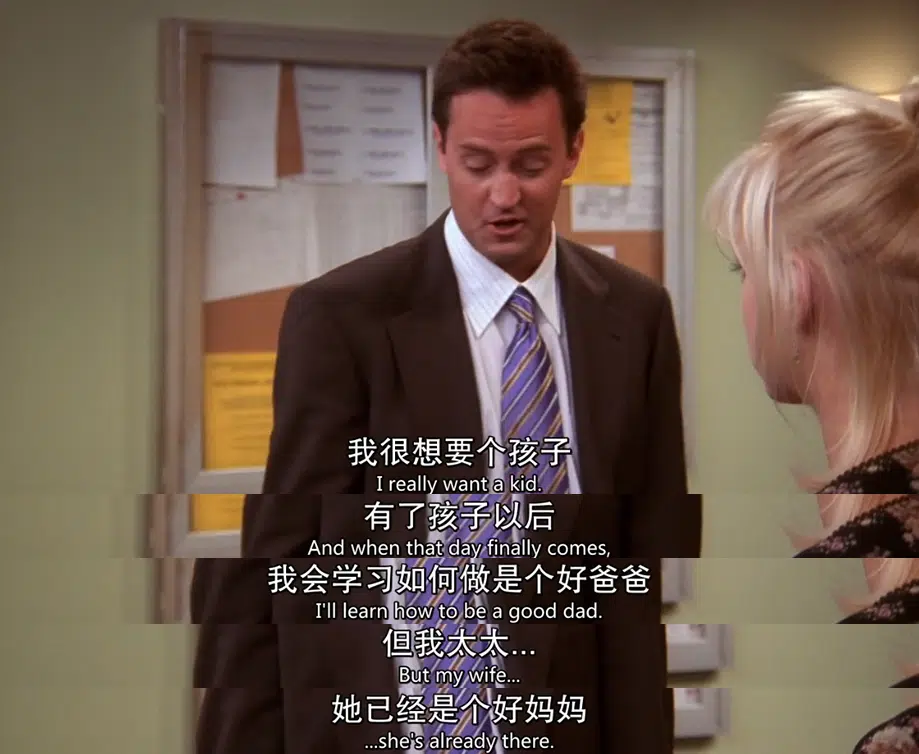 我很想要个孩子
I really want a kid.
有了孩子以后
And when that day finally comes,
我会学习如何做是个好爸爸
I'll learn how to be a good dad.
但我太太...
But my wife...
她已经是个好妈妈
...she's already there.